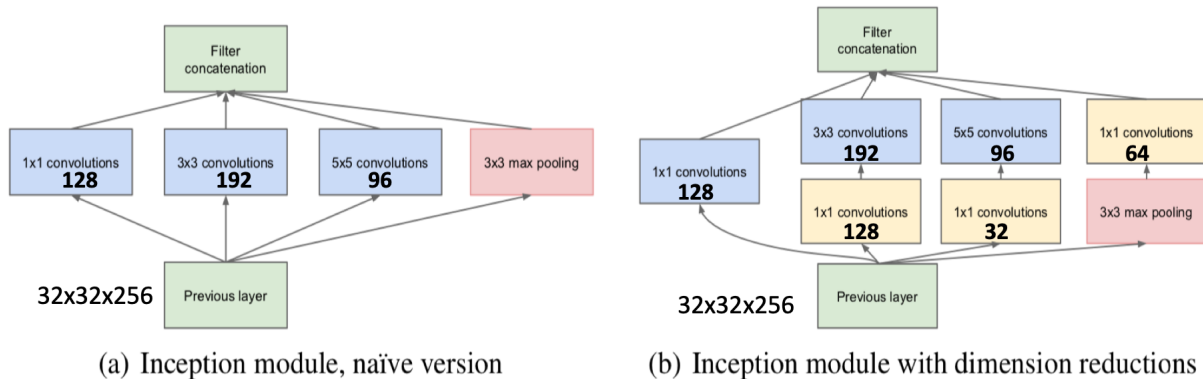 Filter
concatenation
1x1 convolutions
128
3x3 convolutions
192
5x5 convolutions
96
3x3 max pooling
32x32x256
Previous layer
(a) Inception module, naïve version
Filter
concatenation
1x1 convolutions
128
3x3 convolutions
192
5x5 convolutions
96
1x1 convolutions
64
1x1 convolutions
128
1x1 convolutions
32
3x3 max pooling
32x32x256
Previous layer
(b) Inception module with dimension reductions